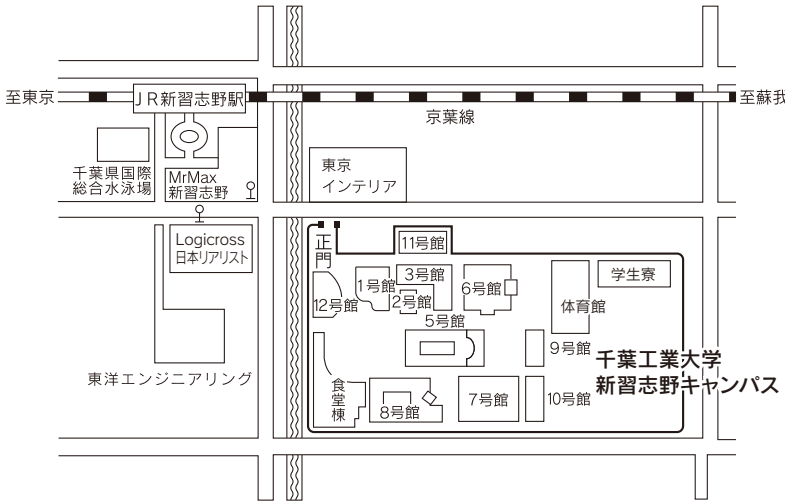 至東京
JR新習志野駅
至蘇我
京葉線
千葉県国際
総合水泳場
MrMax
新習志野
東京
インテリア
Logicross
日本リアリスト
東洋エンジニアリング
正門
11号館
12号館
1号館
3号館
2号館
6号館
学生寮
体育館
5号館
9号館
食堂棟
8号館
7号館
10号館
千葉工業大学
新習志野キャンパス